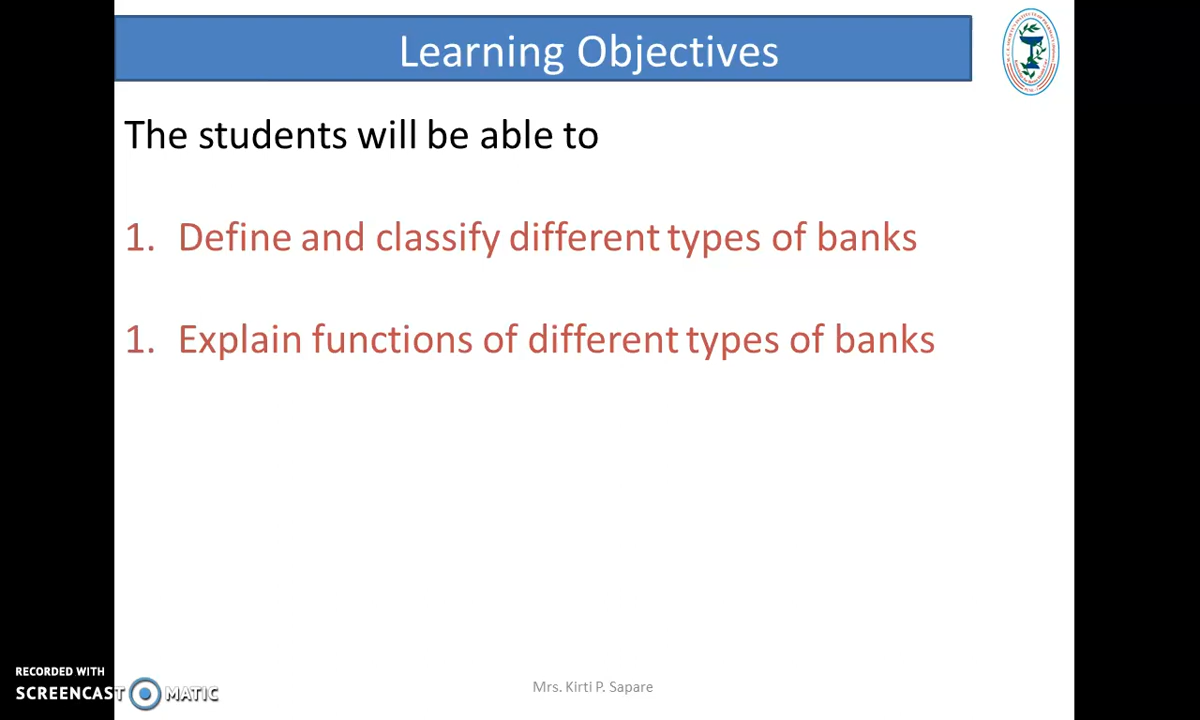 Learning Objectives
The students will be able to
1. Define and classify different types of banks
1. Explain functions of different types of banks
RECORDED WITH
SCREENCAST MATIC
Mrs. Kirti P. Sapare